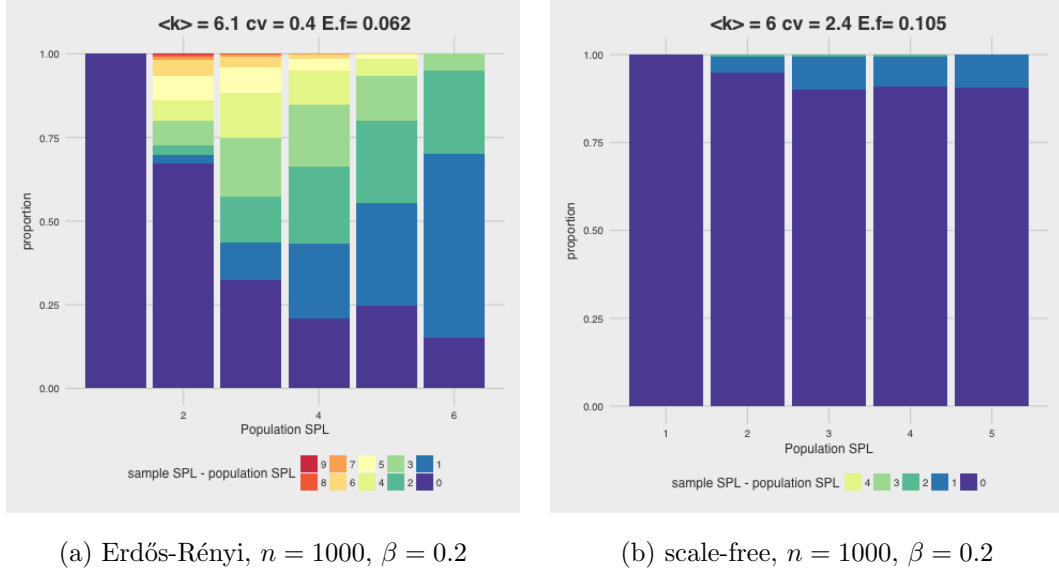 <k> = 6.1 cv = 0.4 E.f= 0.062
1.00
0.75
0.50
0.25
0.00
proportion
2 4 6
Population SPL
sample SPL - population SPL
9 7 5 3 1
8 6 4 2 0
(a) Erdős-Rényi, n = 1000, β = 0.2
<k> = 6 cv = 2.4 E.f= 0.105
1.00
0.75
0.50
0.25
0.00
proportion
1 2 3 4 5
Population SPL
sample SPL - population SPL 4 3 2 1 0
(b) scale-free, n = 1000, β = 0.2